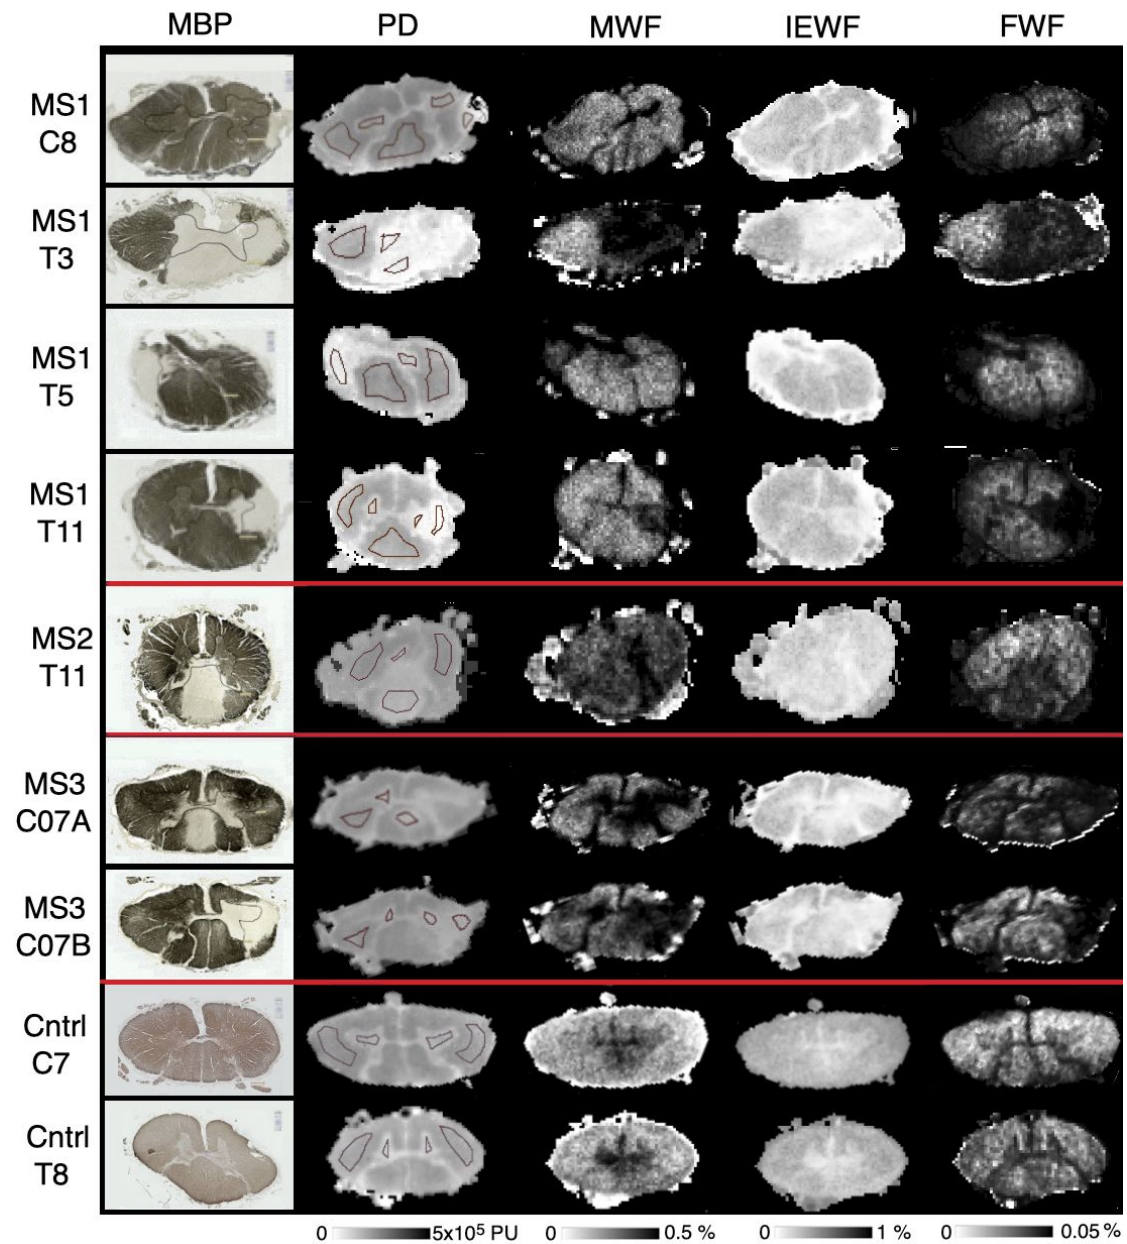 MBP PD MWF IEWF FWF
MS1
C8
MS1
T3
MS1
T5
MS1
T11
MS2
T11
MS3
C07A
MS3
C07B
Cntrl
C7
Cntrl
T8
0 5x10⁵ PU 0 0.5 % 0 1 % 0 0.05 %